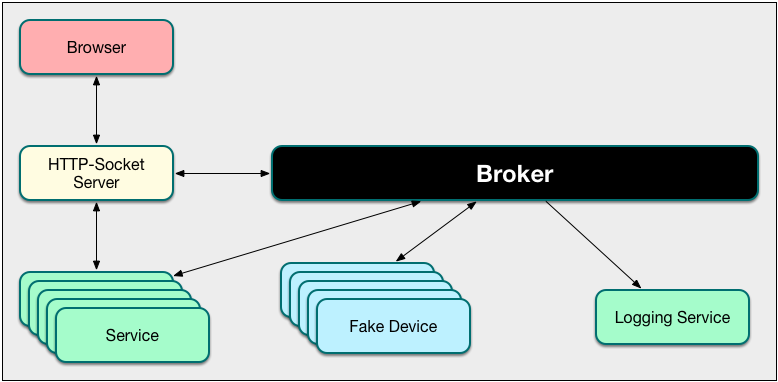 Browser
HTTP-Socket
Server
Broker
Service
Fake Device
Logging Service